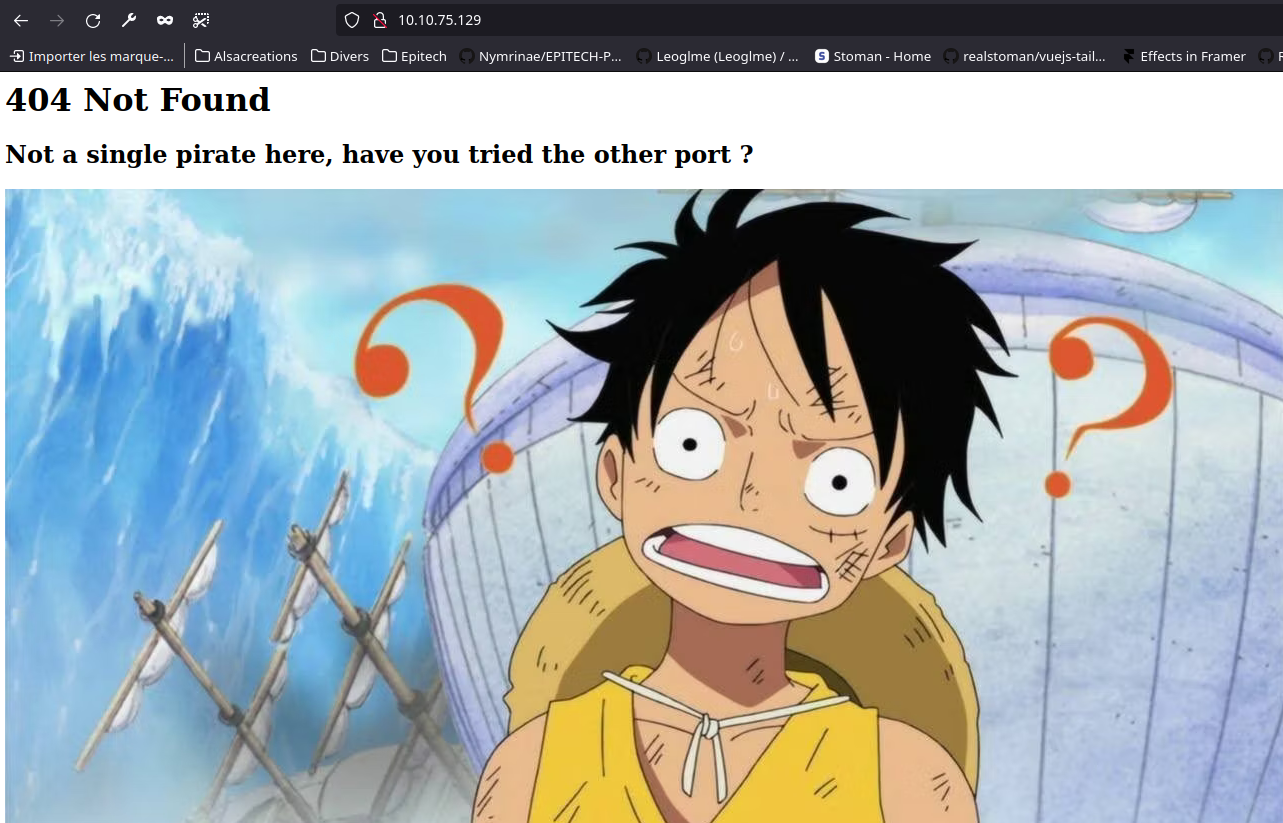 10.10.75.129
Importer les marque-... Alsacreations Divers Epitech Nymrinae/EPITECH-P... Leoglme (Leoglme) / ... S Stoman - Home realstoman/vuejs-tail... Effects in Framer
404 Not Found
Not a single pirate here, have you tried the other port ?
? ?